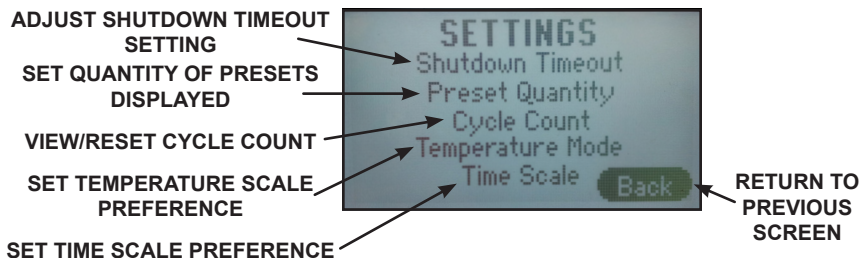 ADJUST SHUTDOWN TIMEOUT
SETTING
SET QUANTITY OF PRESETS
DISPLAYED
VIEW/RESET CYCLE COUNT
SET TEMPERATURE SCALE
PREFERENCE
SET TIME SCALE PREFERENCE
SETTINGS
Shutdown Timeout
Preset Quantity
Cycle Count
Temperature Mode
Time Scale
Back
RETURN TO
PREVIOUS
SCREEN